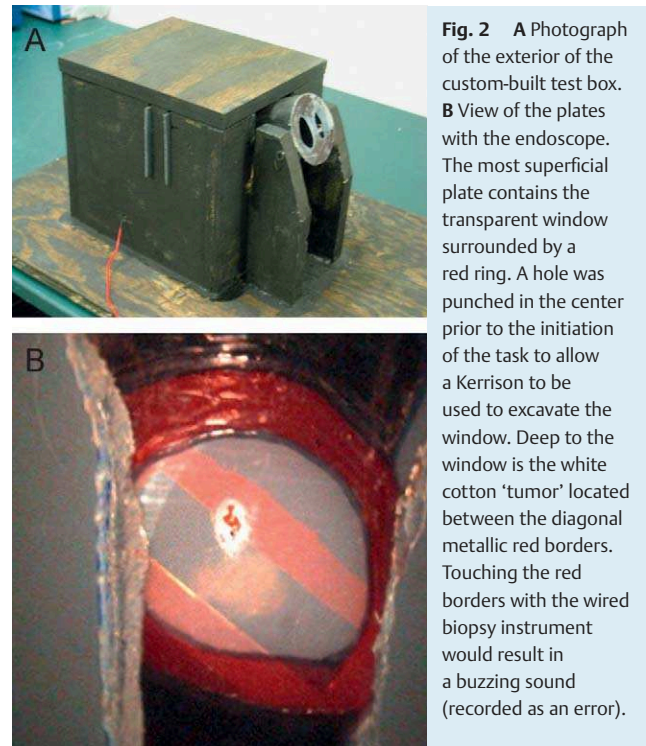 A
B
Fig. 2 A Photograph
of the exterior of the
custom-built test box.
B View of the plates
with the endoscope.
The most superficial
plate contains the
transparent window
surrounded by a
red ring. A hole was
punched in the center
prior to the initiation
of the task to allow
a Kerrison to be
used to excavate the
window. Deep to the
window is the white
cotton ‘tumor’ located
between the diagonal
metallic red borders.
Touching the red
borders with the wired
biopsy instrument
would result in
a buzzing sound
(recorded as an error).